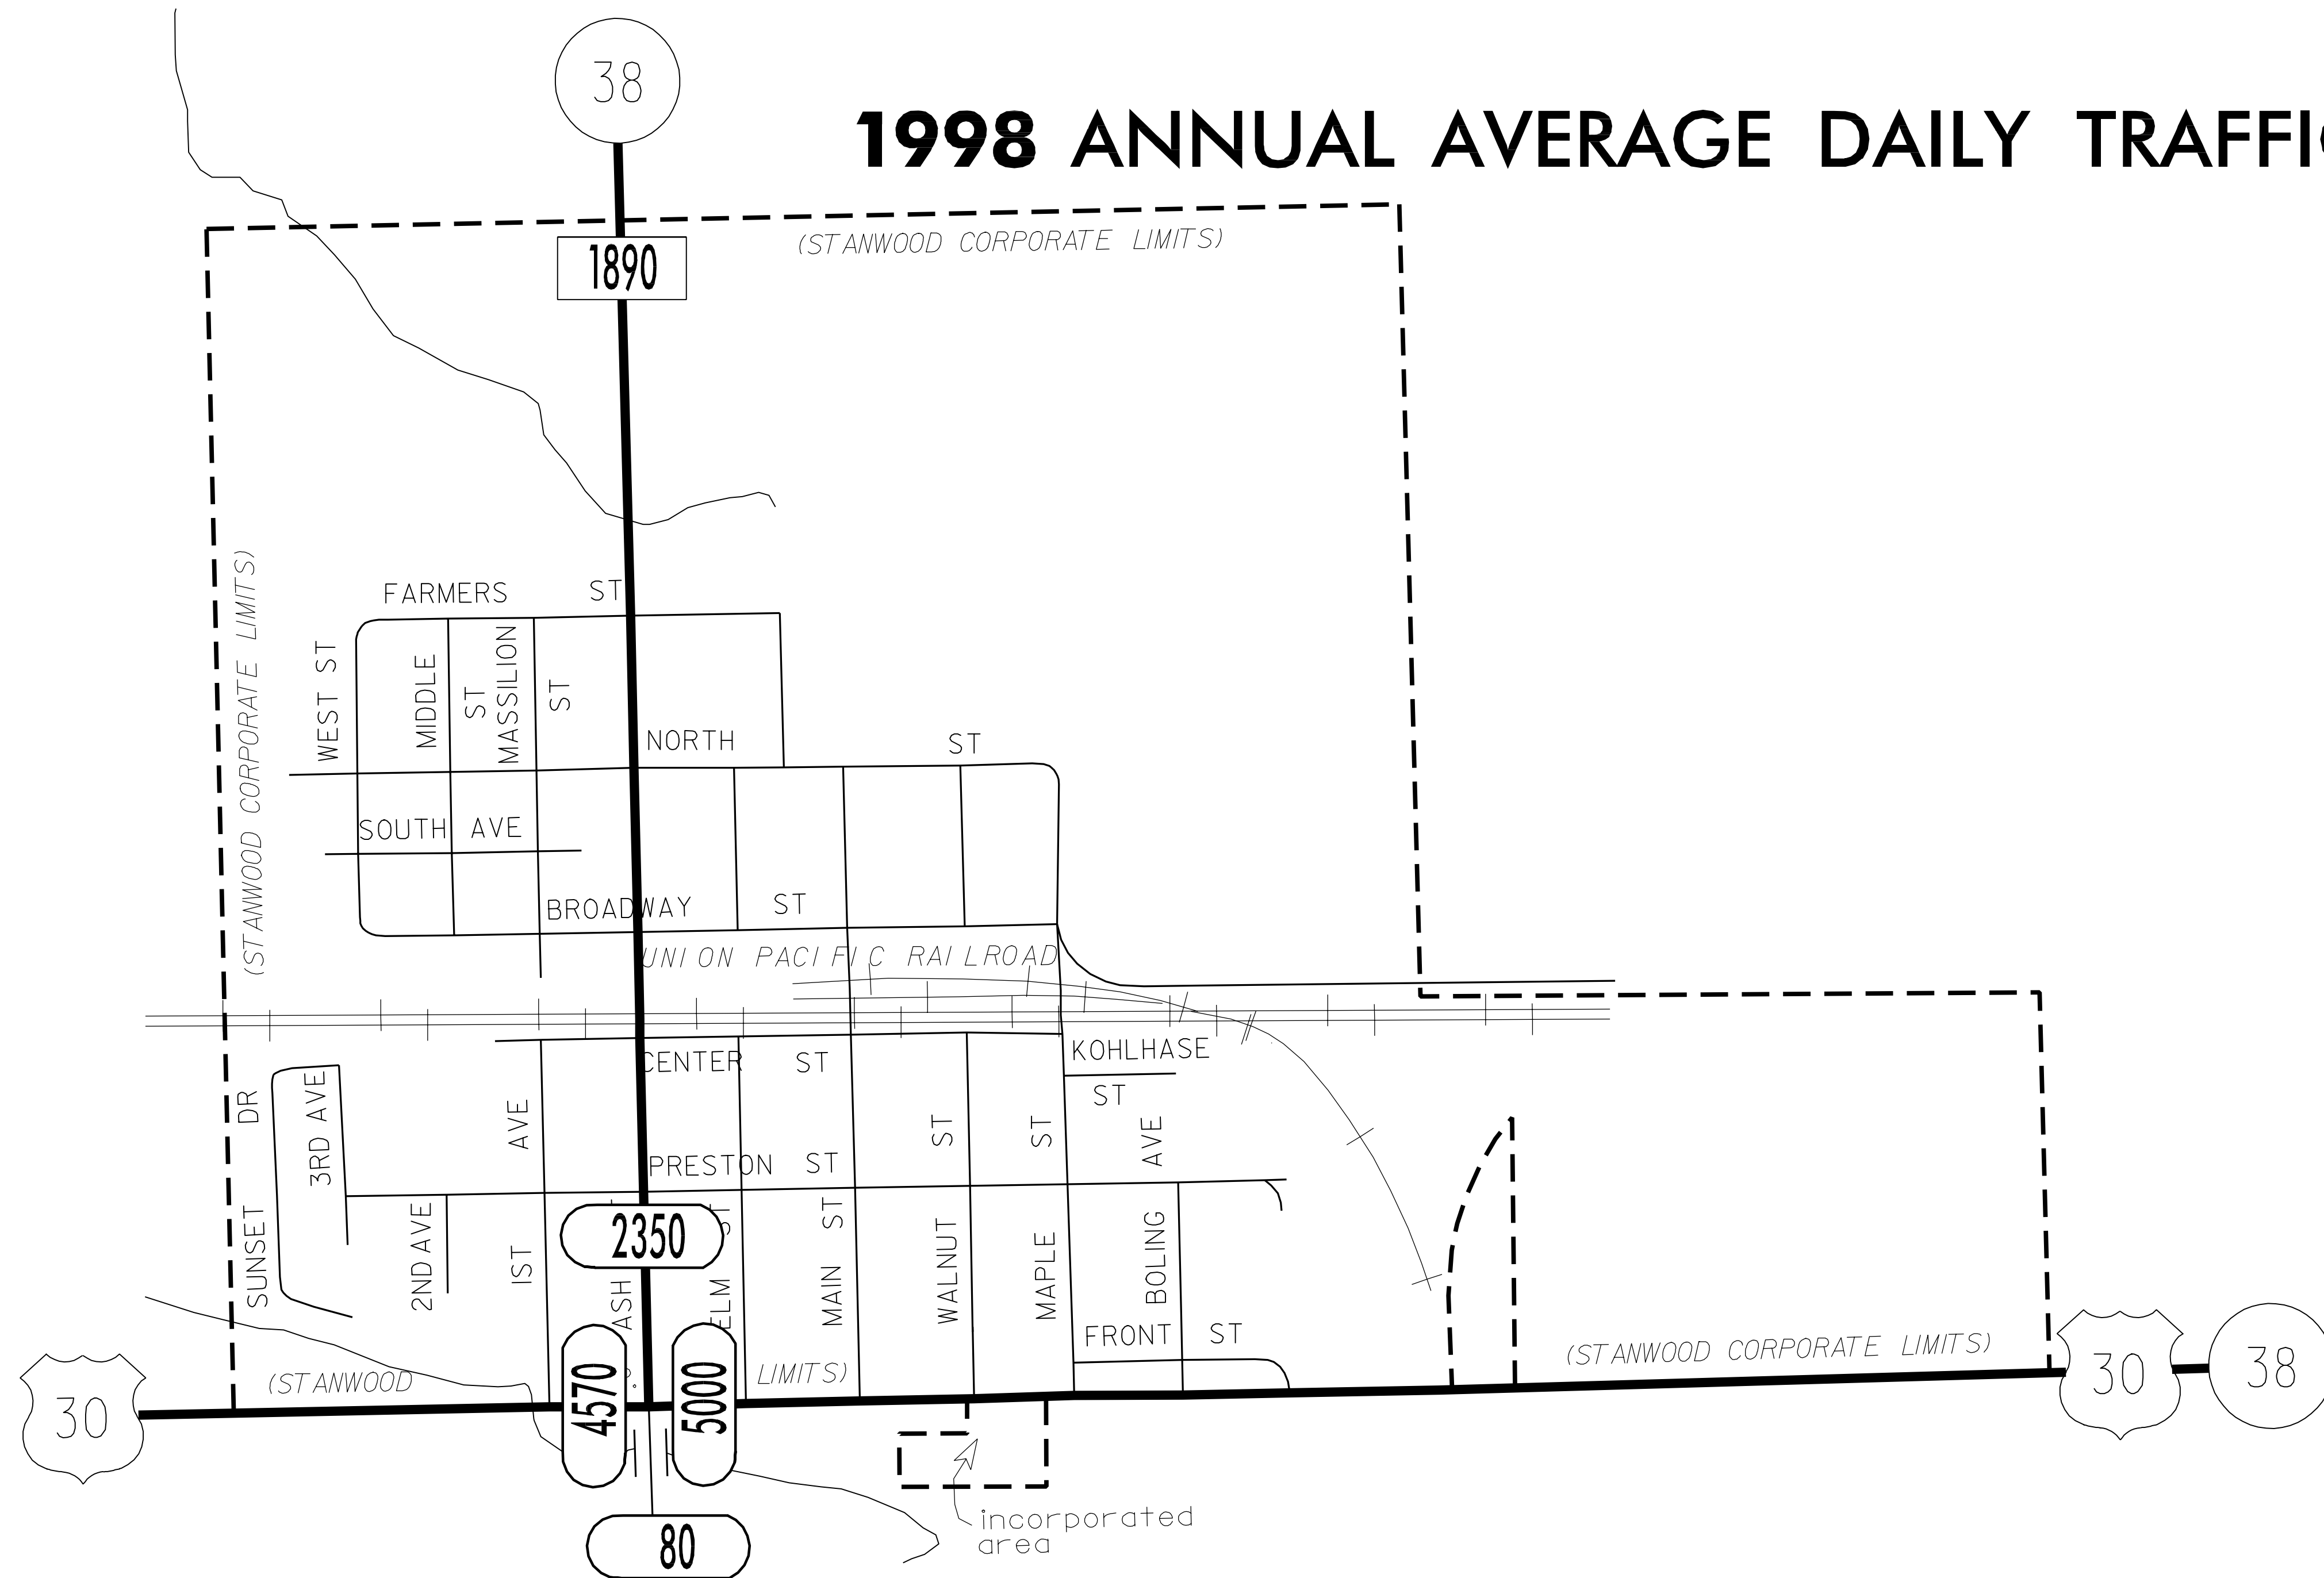 38
1998 ANNUAL AVERAGE DAILY TRAFFIC
(STANWOOD CORPORATE LIMITS)
1890
(STANWOOD CORPORATE LIMITS)
FARMERS ST
WEST ST
MIDDLE ST
MASSILION ST
NORTH ST
SOUTH AVE
BROADWAY ST
UNION PACIFIC RAILROAD
CENTER ST
KOHLHASE ST
SUNSET DR
3RD AVE
2ND AVE
IST AVE
PRESTON ST
2350
ASH
ELM ST
MAIN ST
WALNUT ST
MAPLE ST
BOLING AVE
FRONT ST
(STANWOOD LIMITS)
(STANWOOD CORPORATE LIMITS)
30
4570
5000
30
38
incorporated
area
80